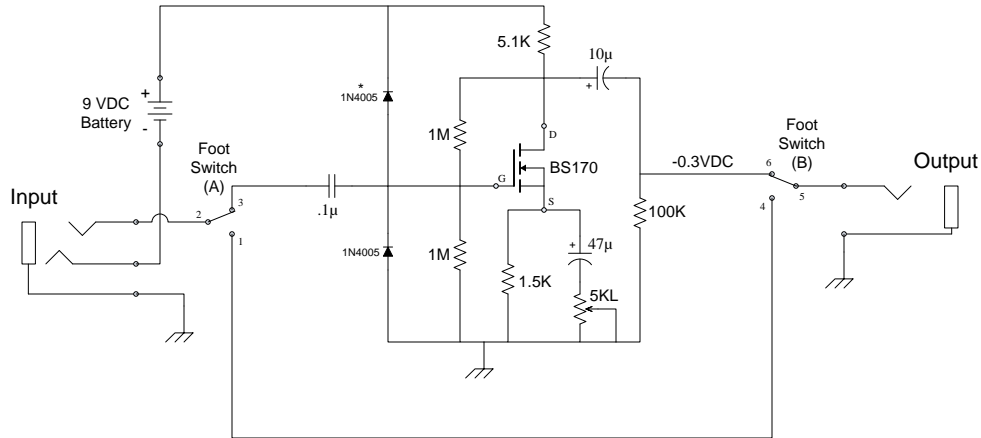 5.1K
10µ
+
*
1N4005
+
9 VDC
Battery
-
1M
D
Foot
Switch
(A)
G
BS170
-0.3VDC
Foot
Switch
(B)
6
Output
Input
.1µ
3
2
S
5
4
100K
1
1N4005
1M
+
47µ
1.5K
5KL